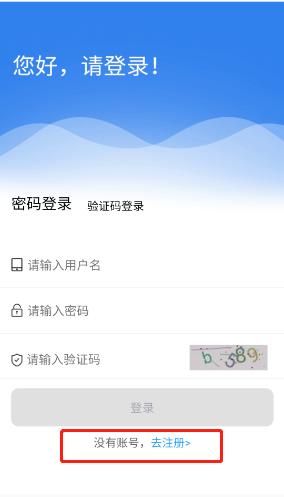 您好，请登录！
密码登录 验证码登录
请输入用户名
请输入密码
请输入验证码 b589
登录
没有账号，去注册>